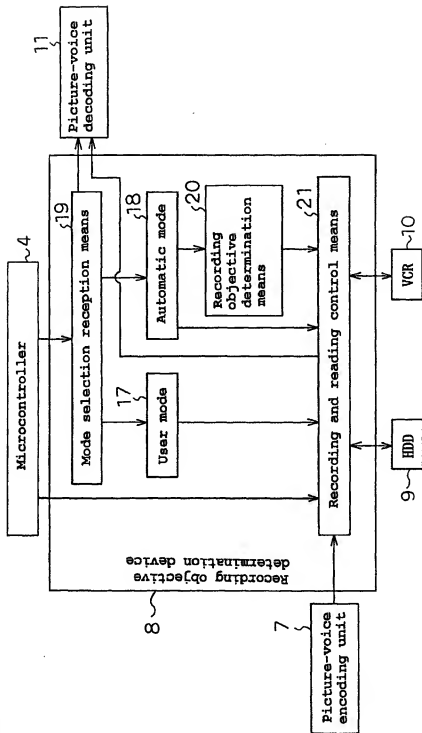 4
Microcontroller
11
Picture-voice
decoding unit
19
Mode selection reception means
17
User mode
18
Automatic mode
20
Recording
objective
determination
means
21
Recording and reading control means
8
Recording objective
determination device
7
Picture-voice
encoding unit
HDD
9
VCR
10